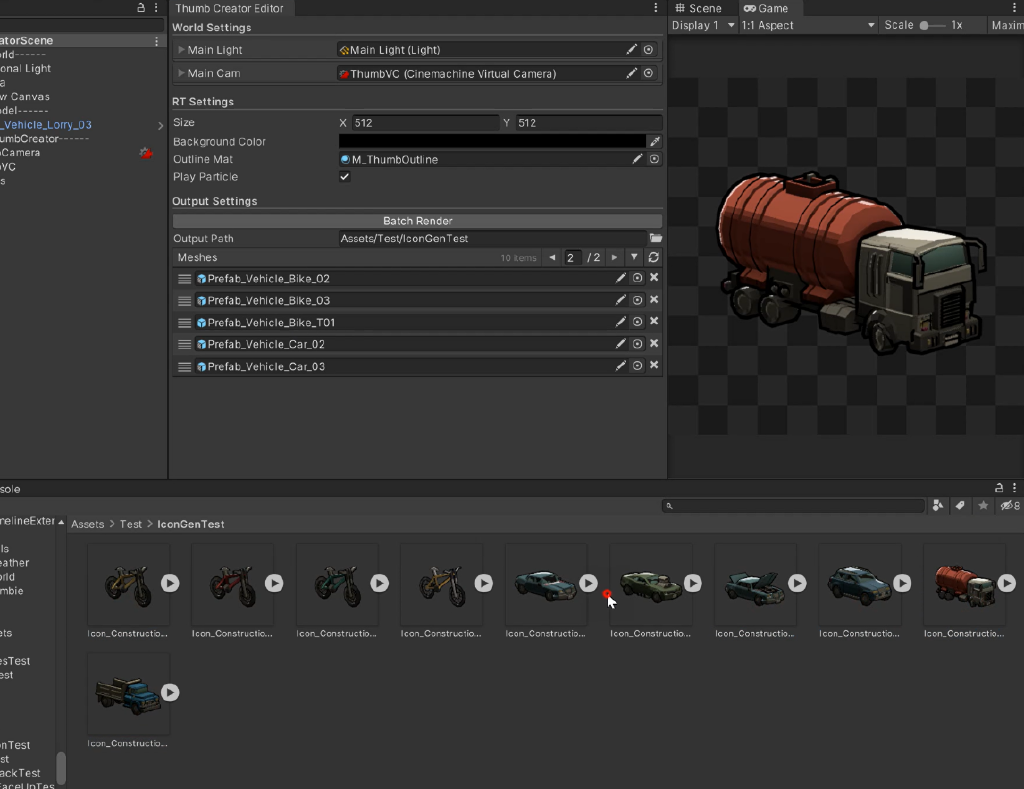 Thumb Creator Editor
Scene
Game
atorScene
World Settings
Display 1
1:1 Aspect
Scale
1x
Maxim
rld------
Main Light
Main Light (Light)
onal Light
a
Main Cam
ThumbVC (Cinemachine Virtual Camera)
w Canvas
odel------
RT Settings
_Vehicle_Lorry_03
Size
X 512
Y 512
umbCreator------
Background Color
Camera
Outline Mat
M_ThumbOutline
VC
Play Particle
s
Output Settings
Batch Render
Output Path
Assets/Test/IconGenTest
Meshes
10 items
2
/ 2
Prefab_Vehicle_Bike_02
Prefab_Vehicle_Bike_03
Prefab_Vehicle_Bike_T01
Prefab_Vehicle_Car_02
Prefab_Vehicle_Car_03
sole
8
melineExter
Assets > Test > IconGenTest
ls
eather
orld
mbie
ets
esTest
est
onTest
st
ackTest
FaceUpTes
Icon_Constructio...
Icon_Constructio...
Icon_Constructio...
Icon_Constructio...
Icon_Constructio...
Icon_Constructio...
Icon_Constructio...
Icon_Constructio...
Icon_Constructio...
Icon_Constructio...